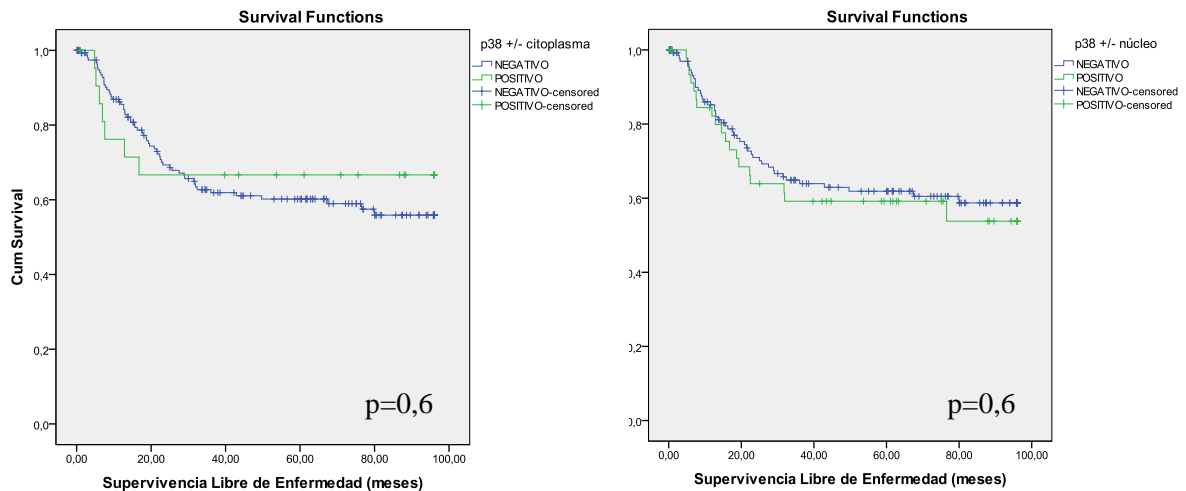 Survival Functions
p38 +/- citoplasma
NEGATIVO
POSITIVO
NEGATIVO-censored
POSITIVO-censored
1,0
0,8
0,6
0,4
0,2
0,0
Cum Survival
p=0,6
0,00 20,00 40,00 60,00 80,00 100,00
Supervivencia Libre de Enfermedad (meses)
Survival Functions
p38 +/- núcleo
NEGATIVO
POSITIVO
NEGATIVO-censored
POSITIVO-censored
1,0
0,8
0,6
0,4
0,2
0,0
p=0,6
0,00 20,00 40,00 60,00 80,00 100,00
Supervivencia Libre de Enfermedad (meses)